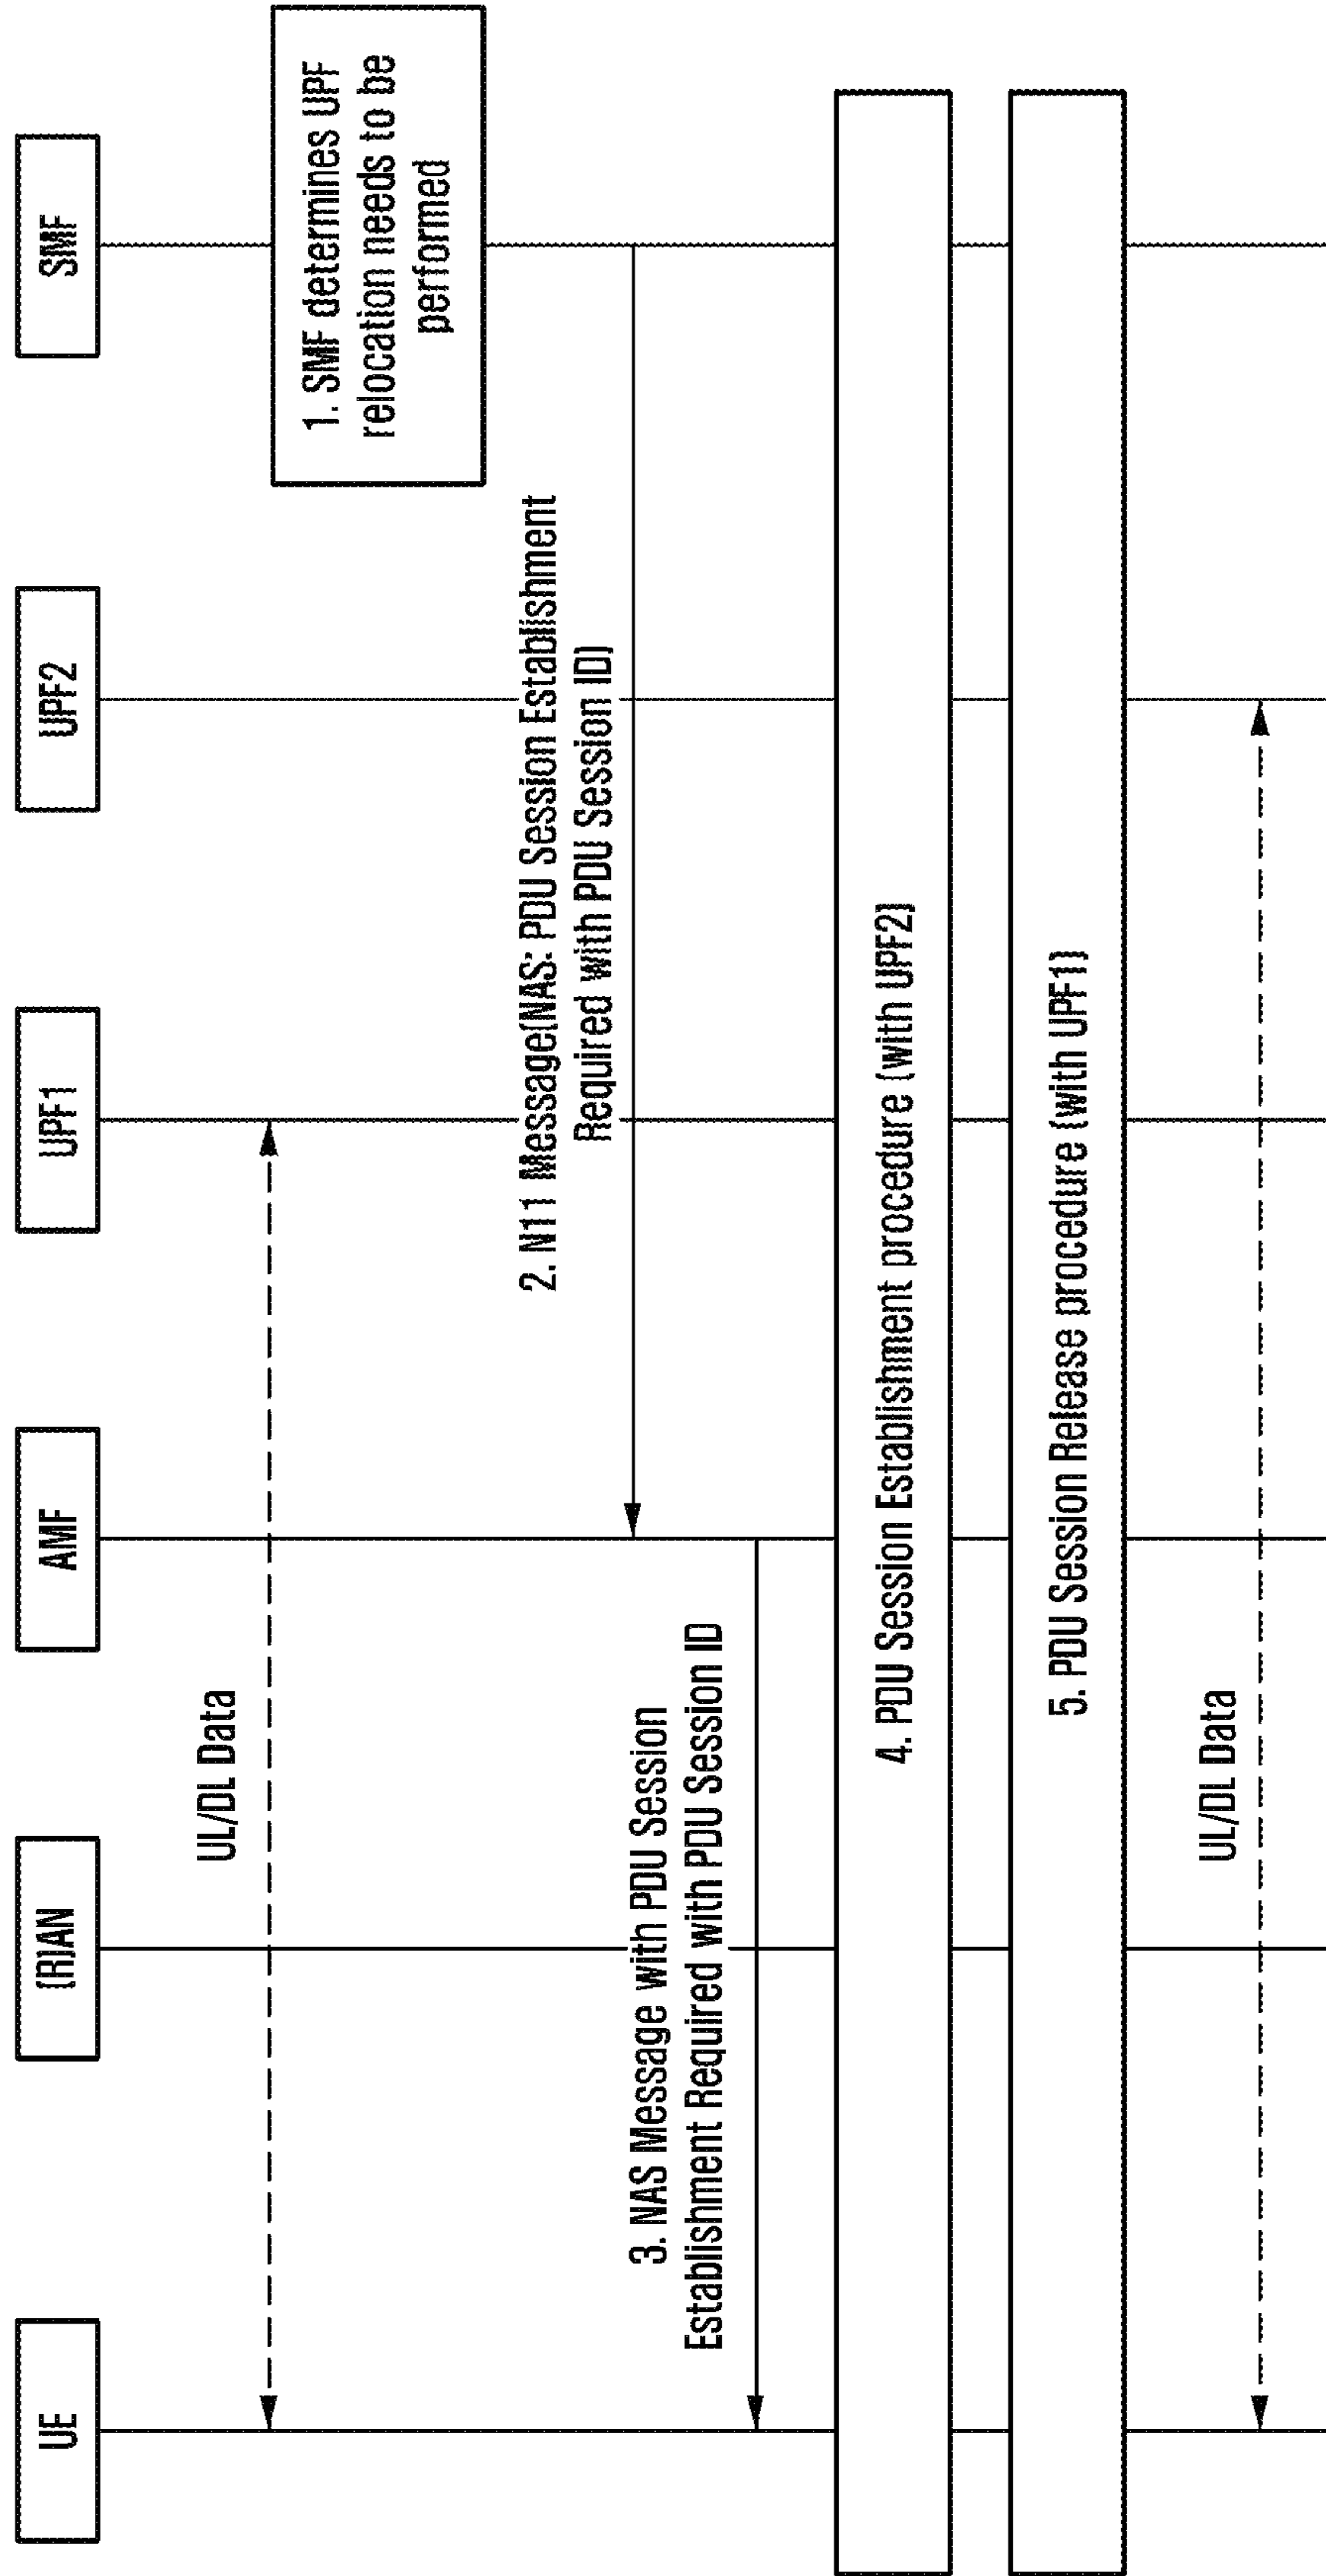 UE
(R)AN
AMF
UPF1
UPF2
SMF
UL/DL Data
1. SMF determines UPF
relocation needs to be
performed
2. N11 Message(NAS: PDU Session Establishment
Required with PDU Session ID)
3. NAS Message with PDU Session
Establishment Required with PDU Session ID
4. PDU Session Establishment procedure (with UPF2)
5. PDU Session Release procedure (with UPF1)
UL/DL Data